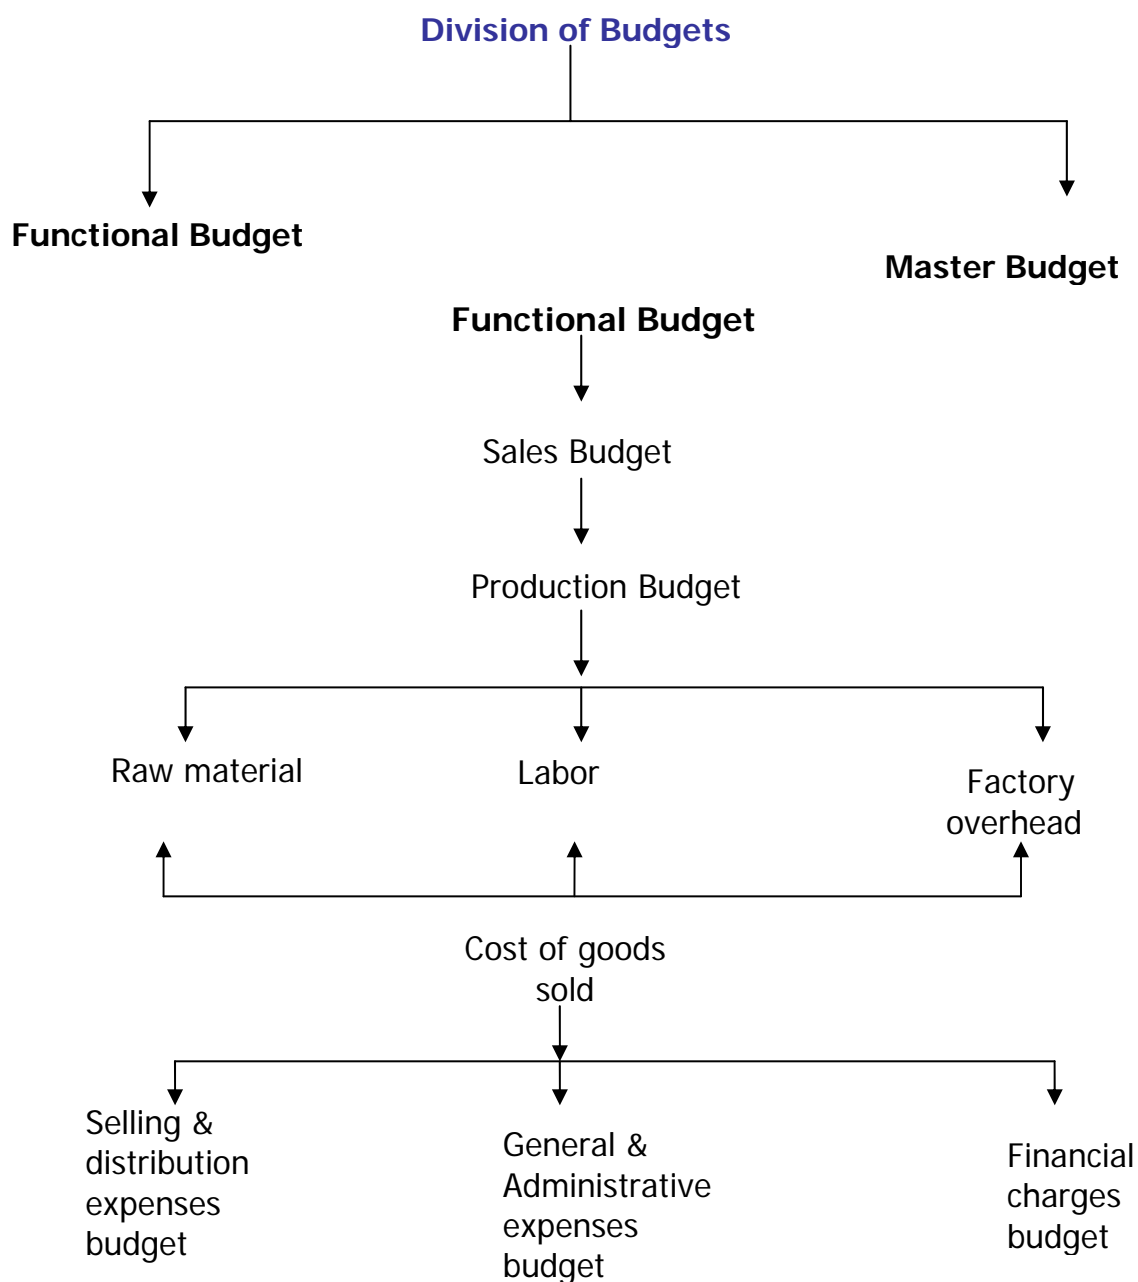 Division of Budgets
Functional Budget
Master Budget
Functional Budget
Sales Budget
Production Budget
Raw material
Labor
Factory
overhead
Cost of goods
sold
Selling &
distribution
expenses
budget
General &
Administrative
expenses
budget
Financial
charges
budget